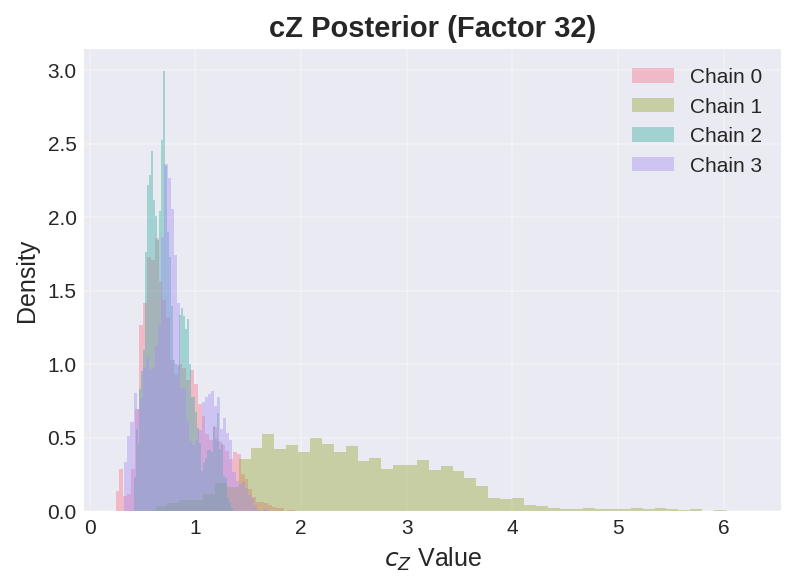 cZ Posterior (Factor 32)
Chain 0
Chain 1
Chain 2
Chain 3
3.0
2.5
2.0
1.5
1.0
0.5
0.0
Density
0 1 2 3 4 5 6
c_Z Value